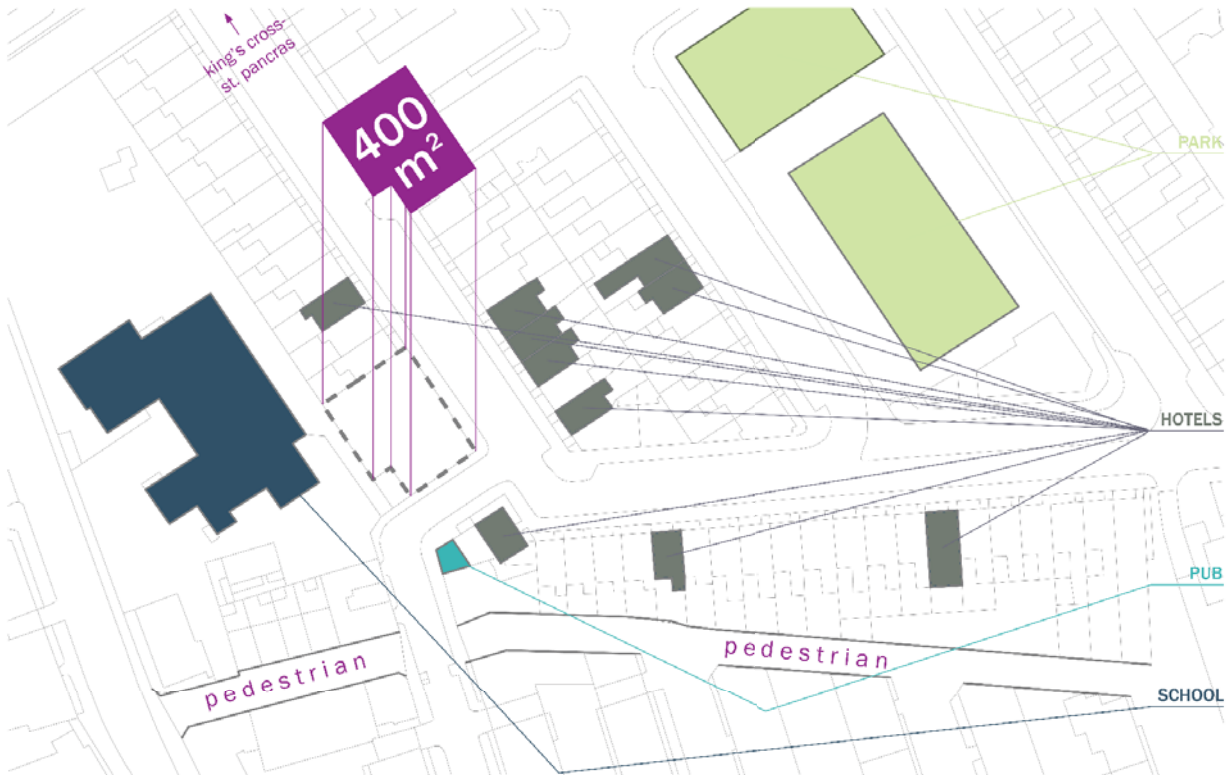 king's cross-
st. pancras
400
m²
PARK
HOTELS
PUB
pedestrian
pedestrian
SCHOOL